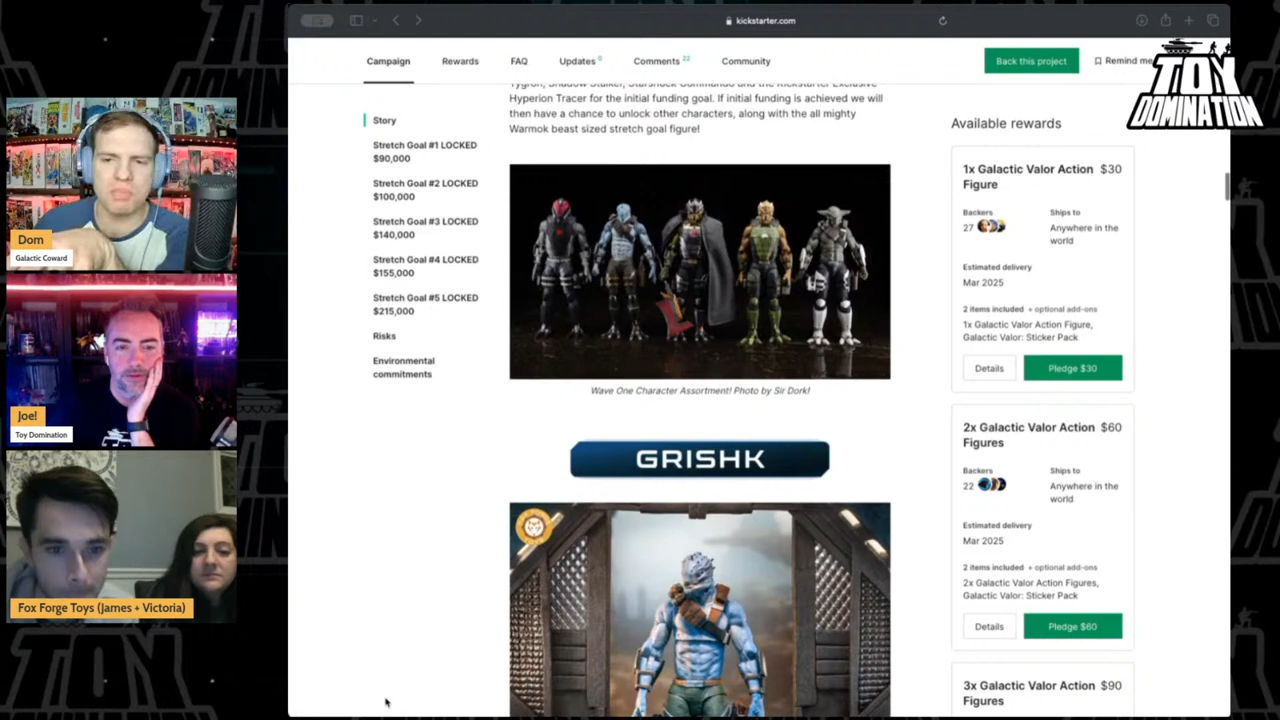 kickstarter.com
Campaign
Rewards
FAQ
Updates 0
Comments 22
Community
Back this project
Remind me
TOY
DOMINATION
Story
Stretch Goal #1 LOCKED
$90,000
Stretch Goal #2 LOCKED
$100,000
Stretch Goal #3 LOCKED
$140,000
Stretch Goal #4 LOCKED
$155,000
Stretch Goal #5 LOCKED
$215,000
Risks
Environmental
commitments
Tygron, Shadow Stalker, Starshock Commando and the Kickstarter Exclusive
Hyperion Tracer for the initial funding goal. If initial funding is achieved we will
then have a chance to unlock other characters, along with the all mighty
Warmok beast sized stretch goal figure!
Wave One Character Assortment! Photo by Sir Dork!
GRISHK
Available rewards
1x Galactic Valor Action $30
Figure
Backers
27
Ships to
Anywhere in the
world
Estimated delivery
Mar 2025
2 items included + optional add-ons
1x Galactic Valor Action Figure,
Galactic Valor: Sticker Pack
Details
Pledge $30
2x Galactic Valor Action $60
Figures
Backers
22
Ships to
Anywhere in the
world
Estimated delivery
Mar 2025
2 items included + optional add-ons
2x Galactic Valor Action Figures,
Galactic Valor: Sticker Pack
Details
Pledge $60
3x Galactic Valor Action $90
Figures
Dom
Galactic Coward
Joe!
Toy Domination
Fox Forge Toys (James + Victoria)